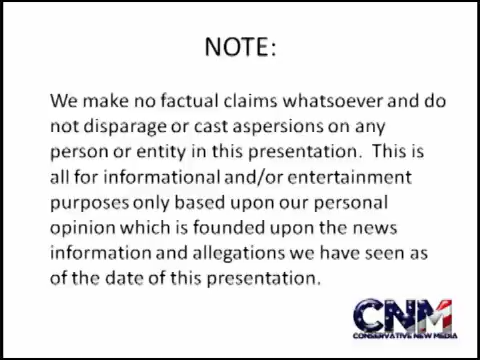 NOTE:
We make no factual claims whatsoever and do
not disparage or cast aspersions on any
person or entity in this presentation.  This is
all for informational and/or entertainment
purposes only based upon our personal
opinion which is founded upon the news
information and allegations we have seen as
of the date of this presentation.
CNM
CONSERVATIVE NEW MEDIA